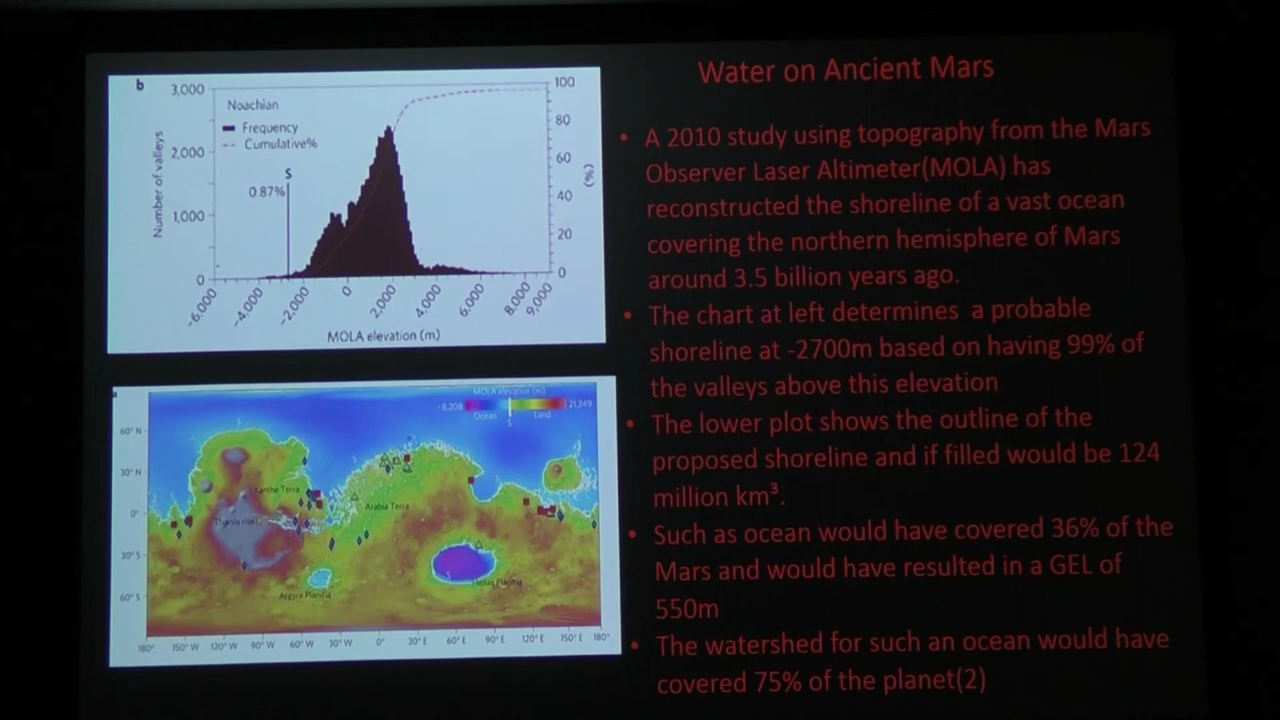 b
3,000
2,000
1,000
0
Number of valleys
Noachian
Frequency
Cumulative%
S
0.87%
100
80
60
40
20
0
(%)
-6,000
-4,000
-2,000
0
2,000
4,000
6,000
8,000
9,000
MOLA elevation (m)
a
MOLA elevation (m)
-8,208
21,249
Ocean
Land
S
60° N
30° N
0°
30° S
60° S
Xanthe Terra
Tharsis rise
Arabia Terra
Argyre Planitia
Hellas Planitia
180°
150° W
120° W
90° W
60° W
30° W
0°
30° E
60° E
90° E
120° E
150° E
180°
Water on Ancient Mars
• A 2010 study using topography from the Mars
Observer Laser Altimeter(MOLA) has
reconstructed the shoreline of a vast ocean
covering the northern hemisphere of Mars
around 3.5 billion years ago.
• The chart at left determines a probable
shoreline at -2700m based on having 99% of
the valleys above this elevation
• The lower plot shows the outline of the
proposed shoreline and if filled would be 124
million km³.
• Such as ocean would have covered 36% of the
Mars and would have resulted in a GEL of
550m
• The watershed for such an ocean would have
covered 75% of the planet(2)